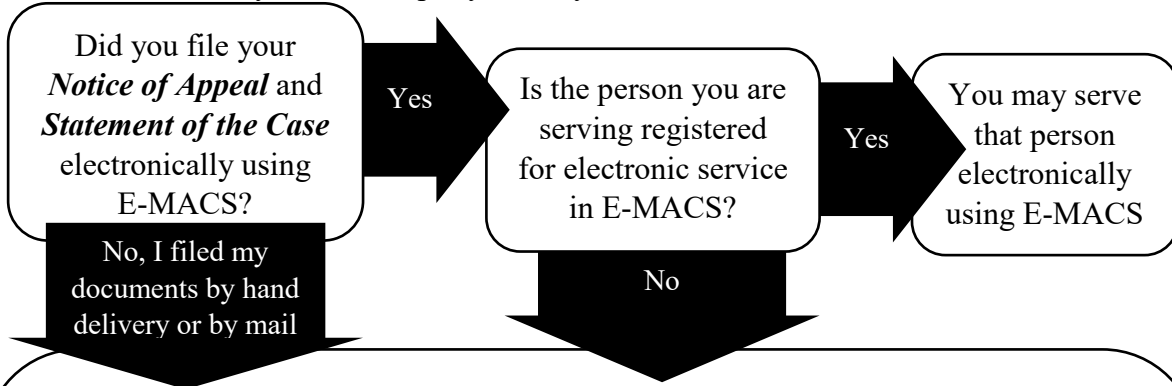 Did you file your
Notice of Appeal and
Statement of the Case
electronically using
E-MACS?
Yes
Is the person you are
serving registered
for electronic service
in E-MACS?
Yes
You may serve
that person
electronically
using E-MACS
No, I filed my
documents by hand
delivery or by mail
No